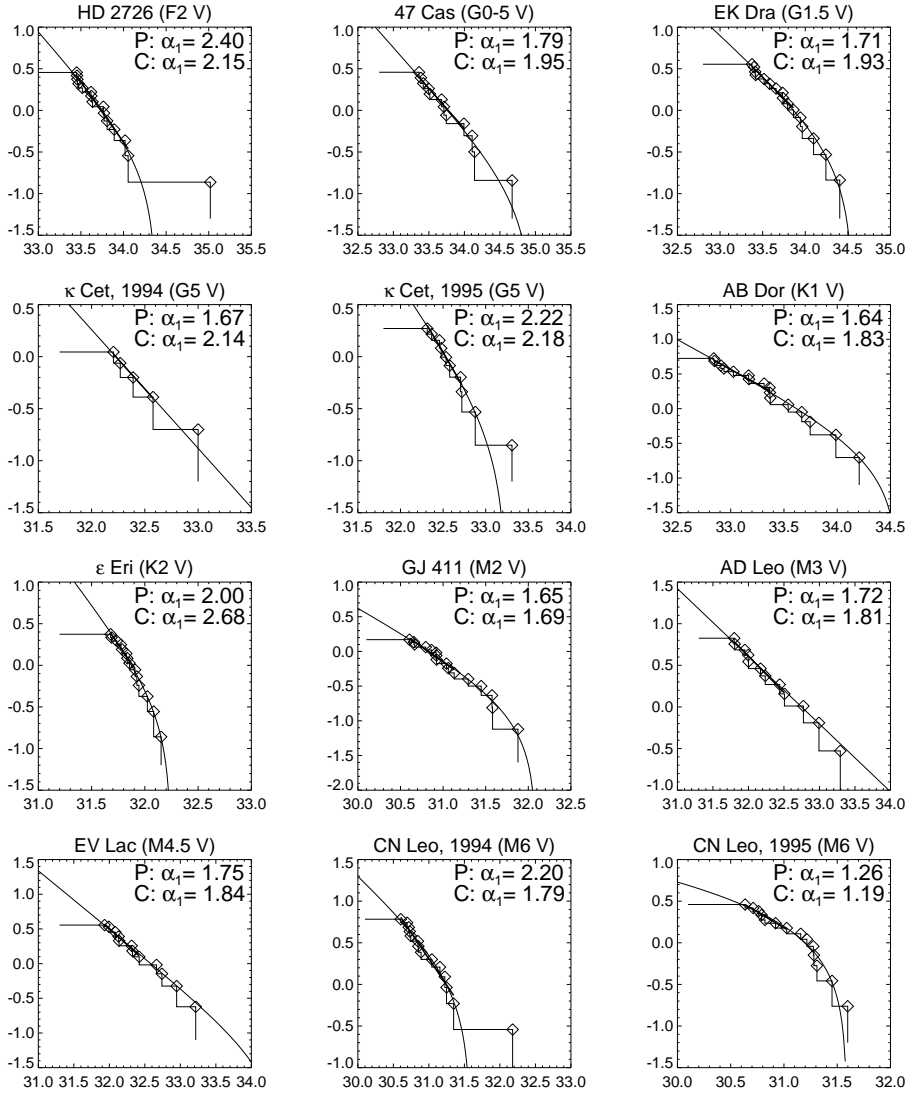 HD 2726 (F2 V)
P: α1= 2.40
C: α1= 2.15
1.0
0.5
0.0
-0.5
-1.0
-1.5
33.0 33.5 34.0 34.5 35.0 35.5
47 Cas (G0-5 V)
P: α1= 1.79
C: α1= 1.95
1.0
0.5
0.0
-0.5
-1.0
-1.5
32.5 33.0 33.5 34.0 34.5 35.0
EK Dra (G1.5 V)
P: α1= 1.71
C: α1= 1.93
1.0
0.5
0.0
-0.5
-1.0
-1.5
32.5 33.0 33.5 34.0 34.5 35.0
κ Cet, 1994 (G5 V)
P: α1= 1.67
C: α1= 2.14
0.5
0.0
-0.5
-1.0
-1.5
31.5 32.0 32.5 33.0 33.5
κ Cet, 1995 (G5 V)
P: α1= 2.22
C: α1= 2.18
0.5
0.0
-0.5
-1.0
-1.5
31.5 32.0 32.5 33.0 33.5 34.0
AB Dor (K1 V)
P: α1= 1.64
C: α1= 1.83
1.5
1.0
0.5
0.0
-0.5
-1.0
-1.5
32.5 33.0 33.5 34.0 34.5
ε Eri (K2 V)
P: α1= 2.00
C: α1= 2.68
1.0
0.5
0.0
-0.5
-1.0
-1.5
31.0 31.5 32.0 32.5 33.0
GJ 411 (M2 V)
P: α1= 1.65
C: α1= 1.69
1.0
0.5
0.0
-0.5
-1.0
-1.5
-2.0
30.0 30.5 31.0 31.5 32.0 32.5
AD Leo (M3 V)
P: α1= 1.72
C: α1= 1.81
1.5
1.0
0.5
0.0
-0.5
-1.0
31.0 31.5 32.0 32.5 33.0 33.5 34.0
EV Lac (M4.5 V)
P: α1= 1.75
C: α1= 1.84
1.5
1.0
0.5
0.0
-0.5
-1.0
-1.5
31.0 31.5 32.0 32.5 33.0 33.5 34.0
CN Leo, 1994 (M6 V)
P: α1= 2.20
C: α1= 1.79
1.5
1.0
0.5
0.0
-0.5
-1.0
30.0 30.5 31.0 31.5 32.0 32.5 33.0
CN Leo, 1995 (M6 V)
P: α1= 1.26
C: α1= 1.19
1.0
0.5
0.0
-0.5
-1.0
-1.5
30.0 30.5 31.0 31.5 32.0